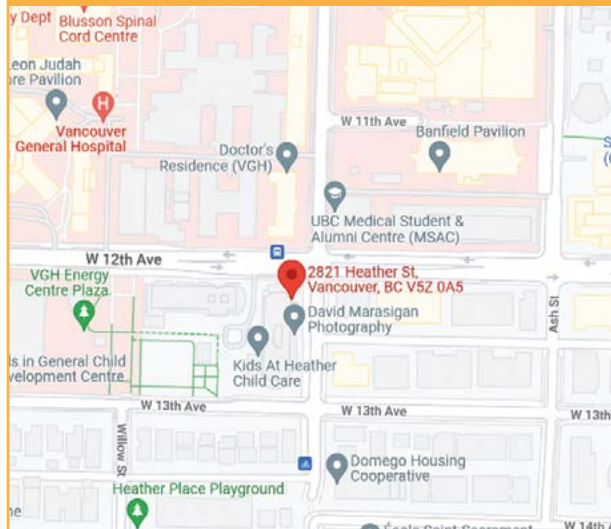 y Dept
Blusson Spinal
Cord Centre
Leon Judah
ore Pavilion
H
Vancouver
General Hospital
Doctor's
Residence (VGH)
W 11th Ave
Banfield Pavilion
S
(C
UBC Medical Student &
Alumni Centre (MSAC)
W 12th Ave
VGH Energy
Centre Plaza
2821 Heather St,
Vancouver, BC V5Z 0A5
David Marasigan
Photography
Ash St
ls in General Child
velopment Centre
Kids At Heather
Child Care
W 13th Ave
W 13th Ave
W 13th
Willow St
Domego Housing
Cooperative
Heather Place Playground
ne
W 14th